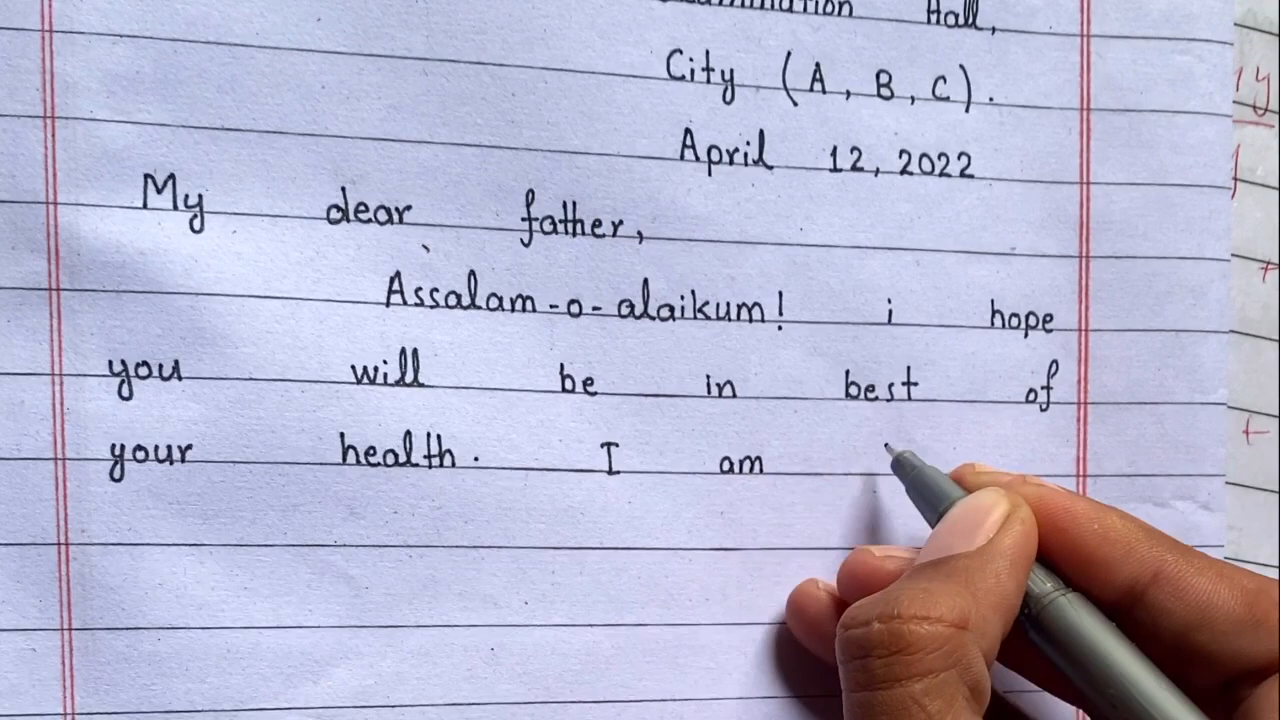 Hall,
City (A, B, C).
April 12, 2022
My dear father,
Assalam-o-alaikum! i hope
you will be in best of
your health. I am